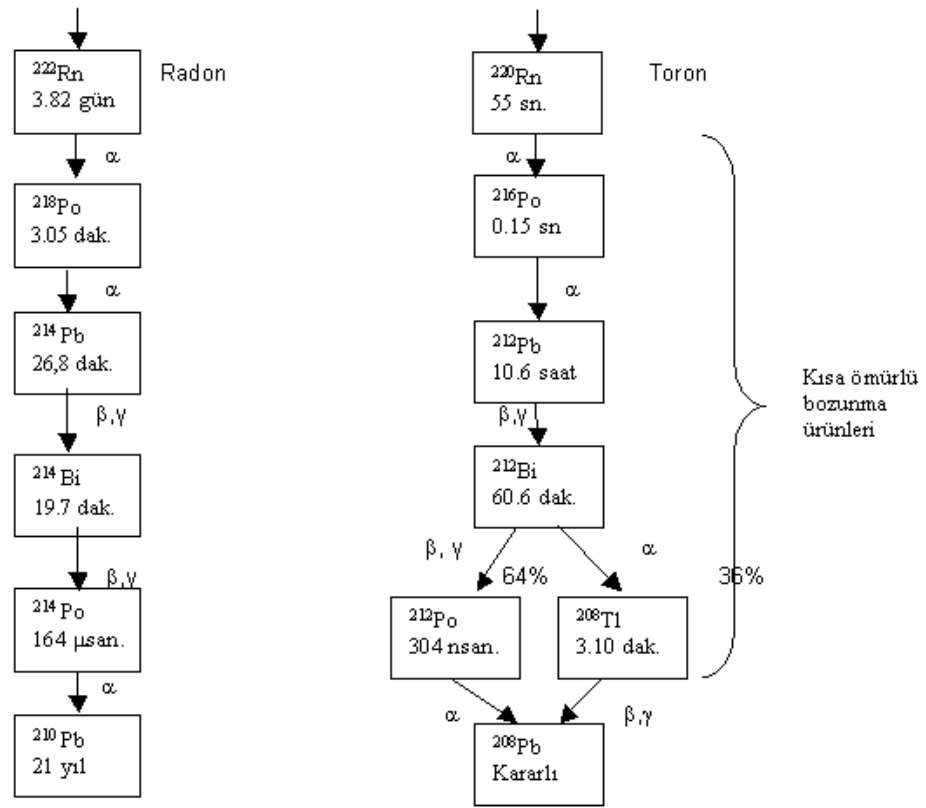 ²²²Rn
3.82 gün
Radon
α
²¹⁸Po
3.05 dak.
α
²¹⁴Pb
26,8 dak.
β,γ
²¹⁴Bi
19.7 dak.
β,γ
²¹⁴Po
164 µsan.
α
²¹⁰Pb
21 yıl
²²⁰Rn
55 sn.
Toron
α
²¹⁶Po
0.15 sn
α
²¹²Pb
10.6 saat
β,γ
²¹²Bi
60.6 dak.
β, γ
64%
α
36%
²¹²Po
304 nsan.
²⁰⁸Tl
3.10 dak.
α
β,γ
²⁰⁸Pb
Kararlı
Kısa ömürlü
bozunma
ürünleri